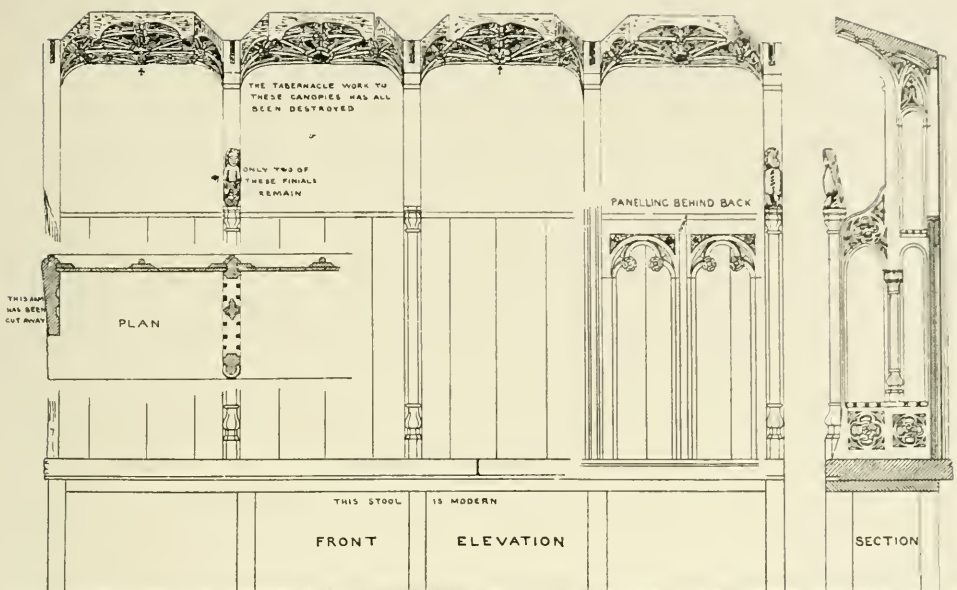 THE TABERNACLE WORK TO
THESE CANOPIES HAS ALL
BEEN DESTROYED
ONLY TWO OF
THESE FINIALS
REMAIN
PANELLING BEHIND BACK
THIS ARM
HAS BEEN
CUT AWAY
PLAN
THIS STOOL IS MODERN
FRONT ELEVATION
SECTION